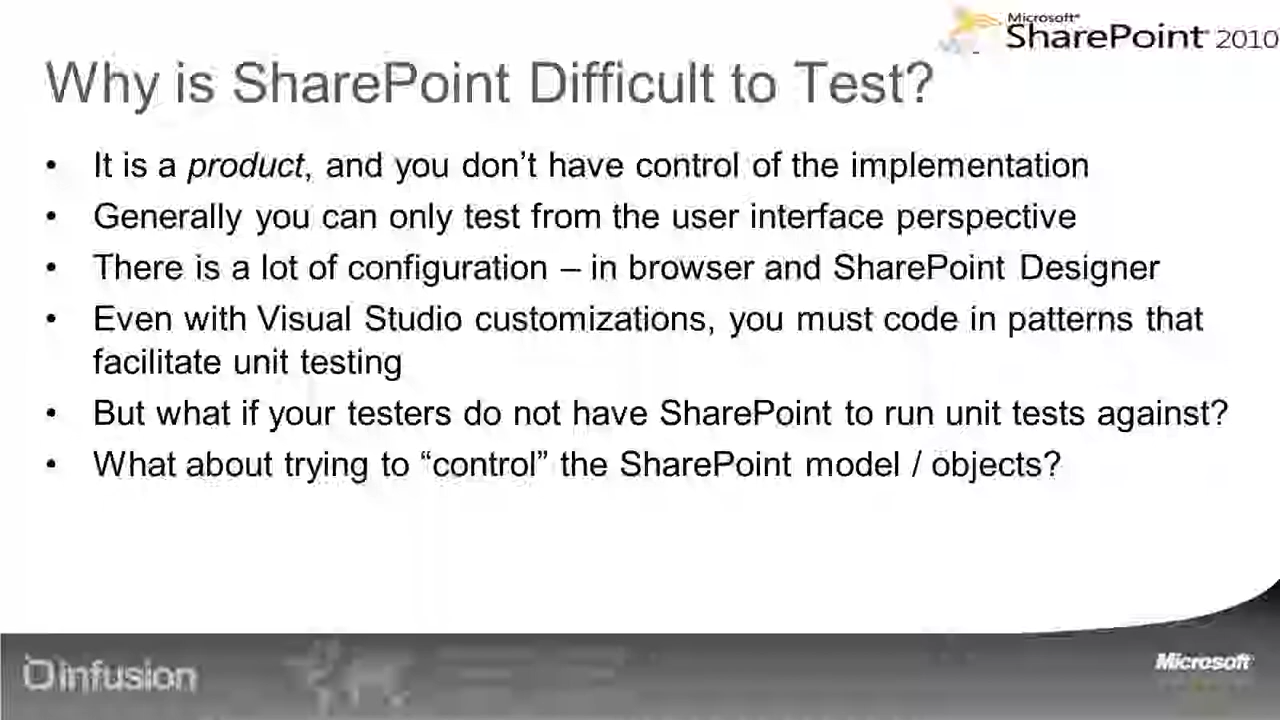 Microsoft®
SharePoint 2010
Why is SharePoint Difficult to Test?
• It is a product, and you don’t have control of the implementation
• Generally you can only test from the user interface perspective
• There is a lot of configuration – in browser and SharePoint Designer
• Even with Visual Studio customizations, you must code in patterns that
facilitate unit testing
• But what if your testers do not have SharePoint to run unit tests against?
• What about trying to “control” the SharePoint model / objects?
infusion
Microsoft